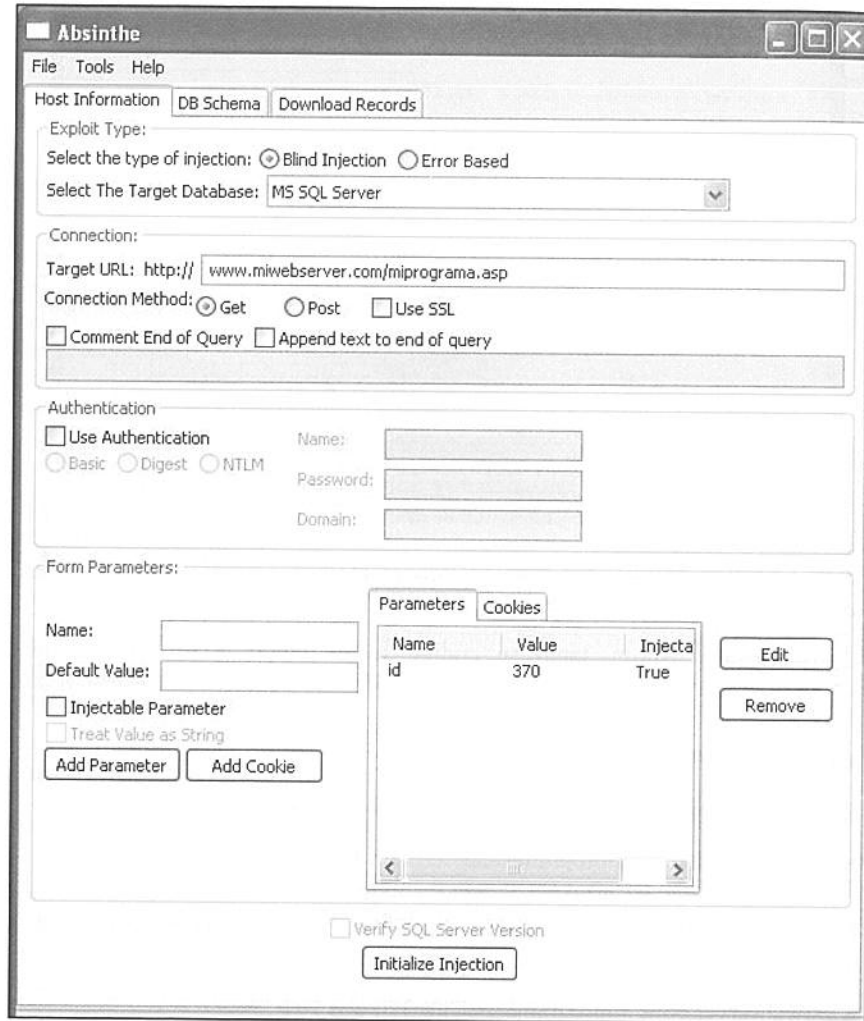 Absinthe
File Tools Help
Host Information DB Schema Download Records
Exploit Type:
Select the type of injection: Blind Injection Error Based
Select The Target Database: MS SQL Server
Connection:
Target URL: http:// www.miwebserver.com/miprograma.asp
Connection Method: Get Post Use SSL
Comment End of Query Append text to end of query
Authentication
Use Authentication Name:
Basic Digest NTLM
Password:
Domain:
Form Parameters:
Parameters Cookies
Name: Name Value Injecta
Edit
Default Value: id 370 True
Injectable Parameter Remove
Treat Value as String
Add Parameter Add Cookie
Verify SQL Server Version
Initialize Injection